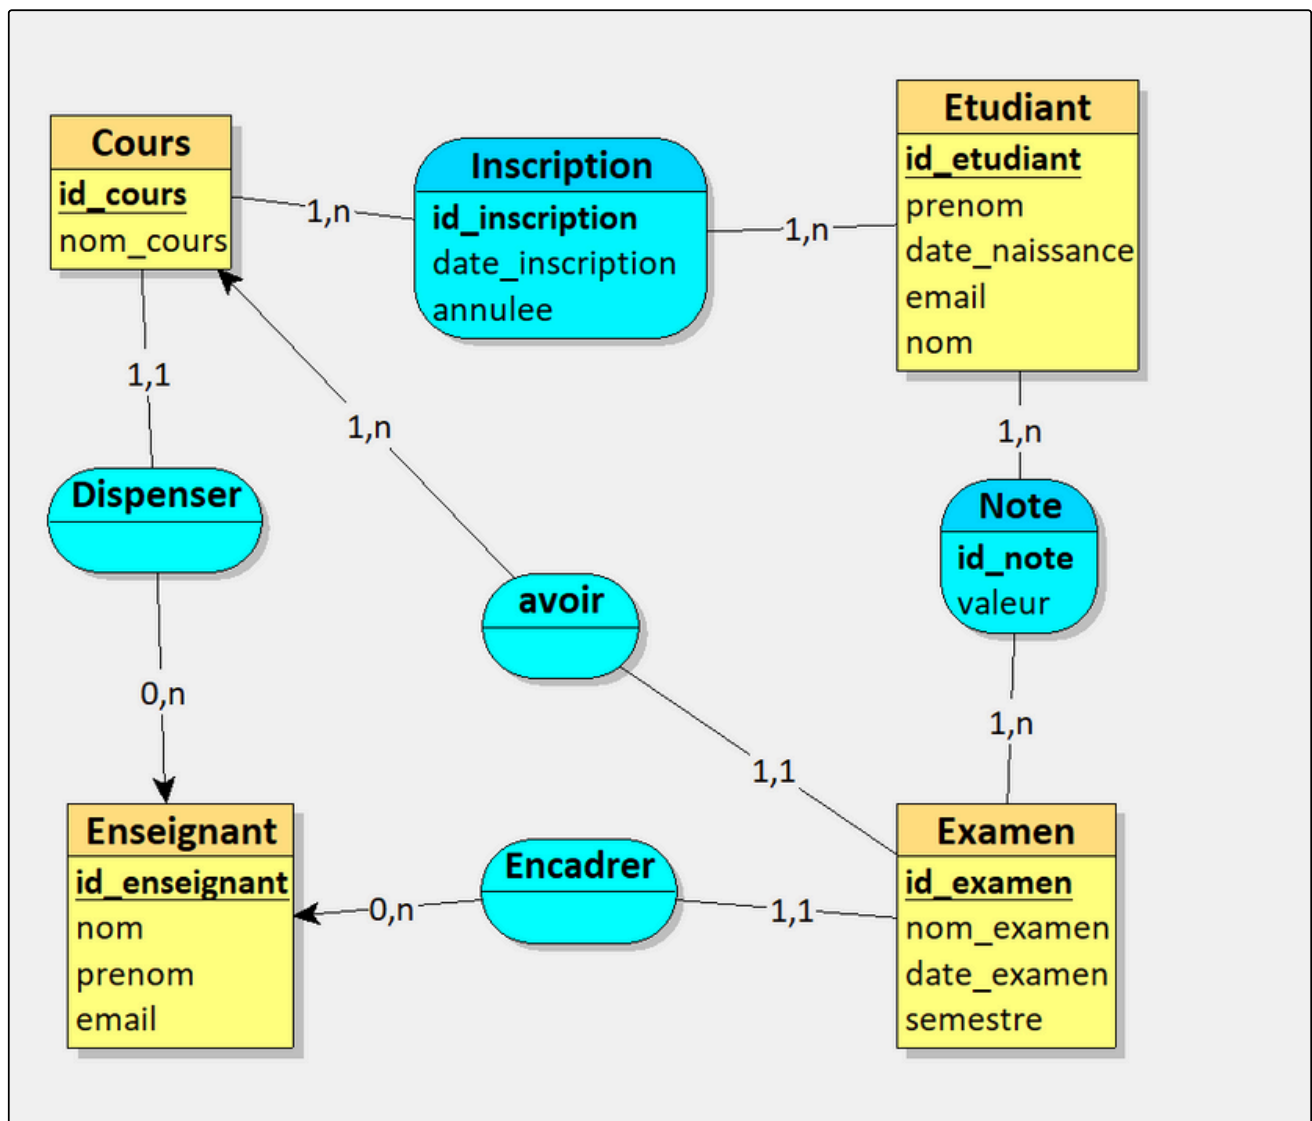 Cours
id_cours
nom_cours
1,n
Inscription
id_inscription
date_inscription
annulee
1,n
Etudiant
id_etudiant
prenom
date_naissance
email
nom
1,1
1,n
1,n
Dispenser
Note
id_note
valeur
avoir
0,n
1,n
1,1
Enseignant
id_enseignant
nom
prenom
email
0,n
Encadrer
1,1
Examen
id_examen
nom_examen
date_examen
semestre